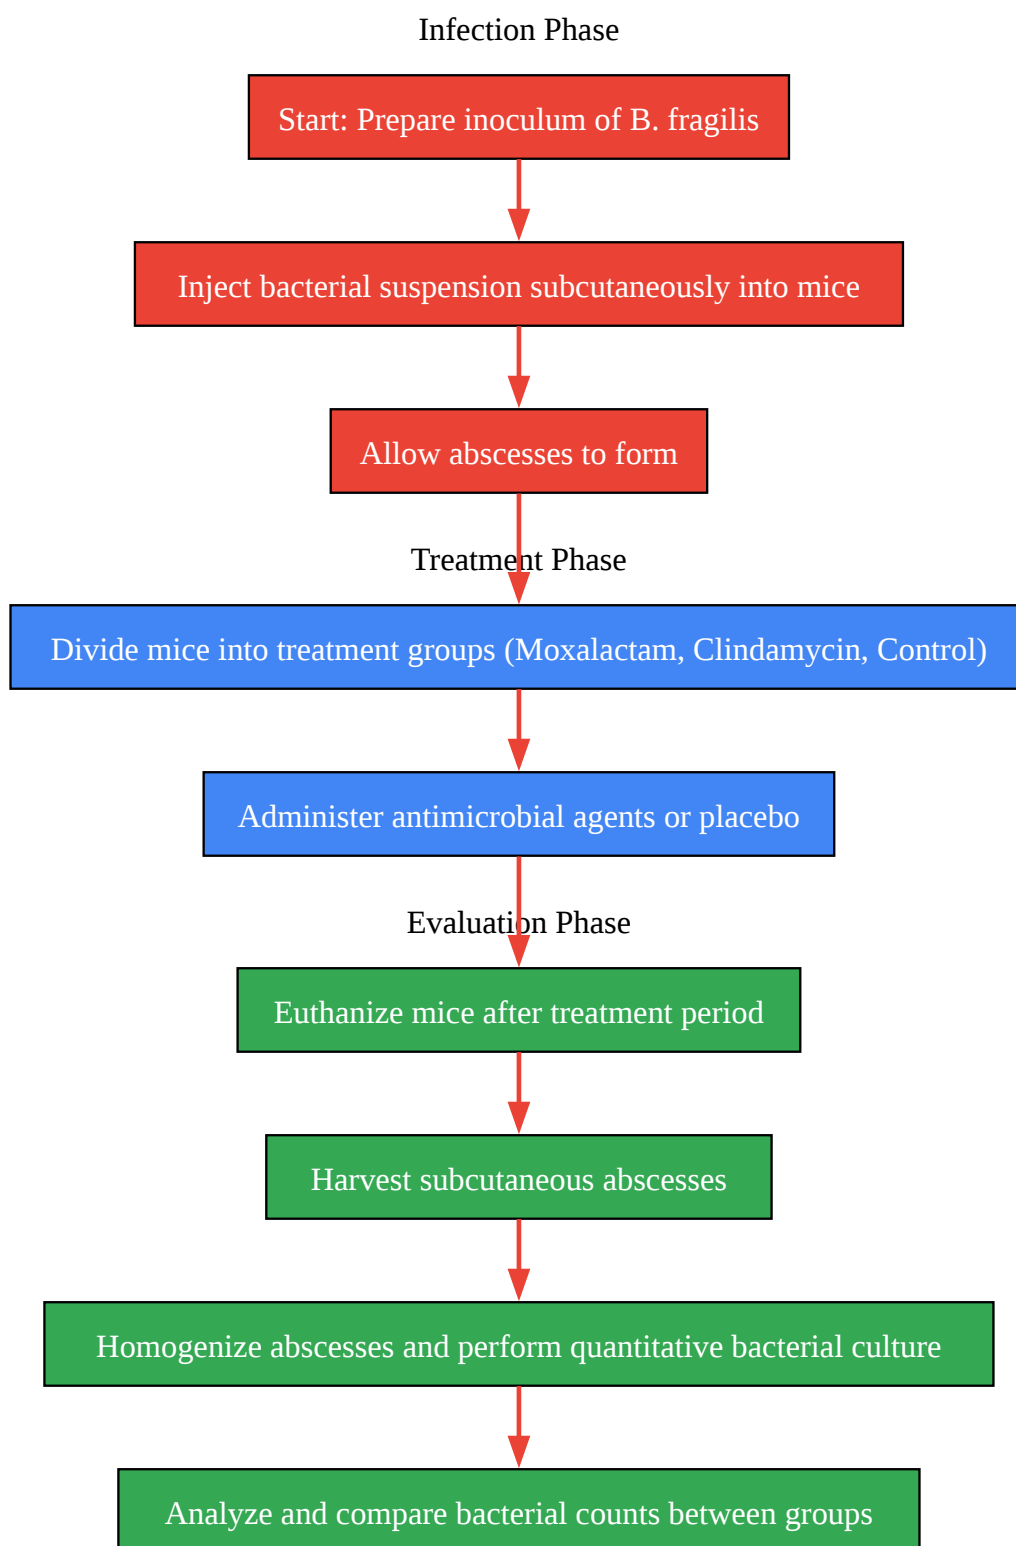 Infection Phase
Start: Prepare inoculum of B. fragilis
Inject bacterial suspension subcutaneously into mice
Allow abscesses to form
Treatment Phase
Divide mice into treatment groups (Moxalactam, Clindamycin, Control)
Administer antimicrobial agents or placebo
Evaluation Phase
Euthanize mice after treatment period
Harvest subcutaneous abscesses
Homogenize abscesses and perform quantitative bacterial culture
Analyze and compare bacterial counts between groups